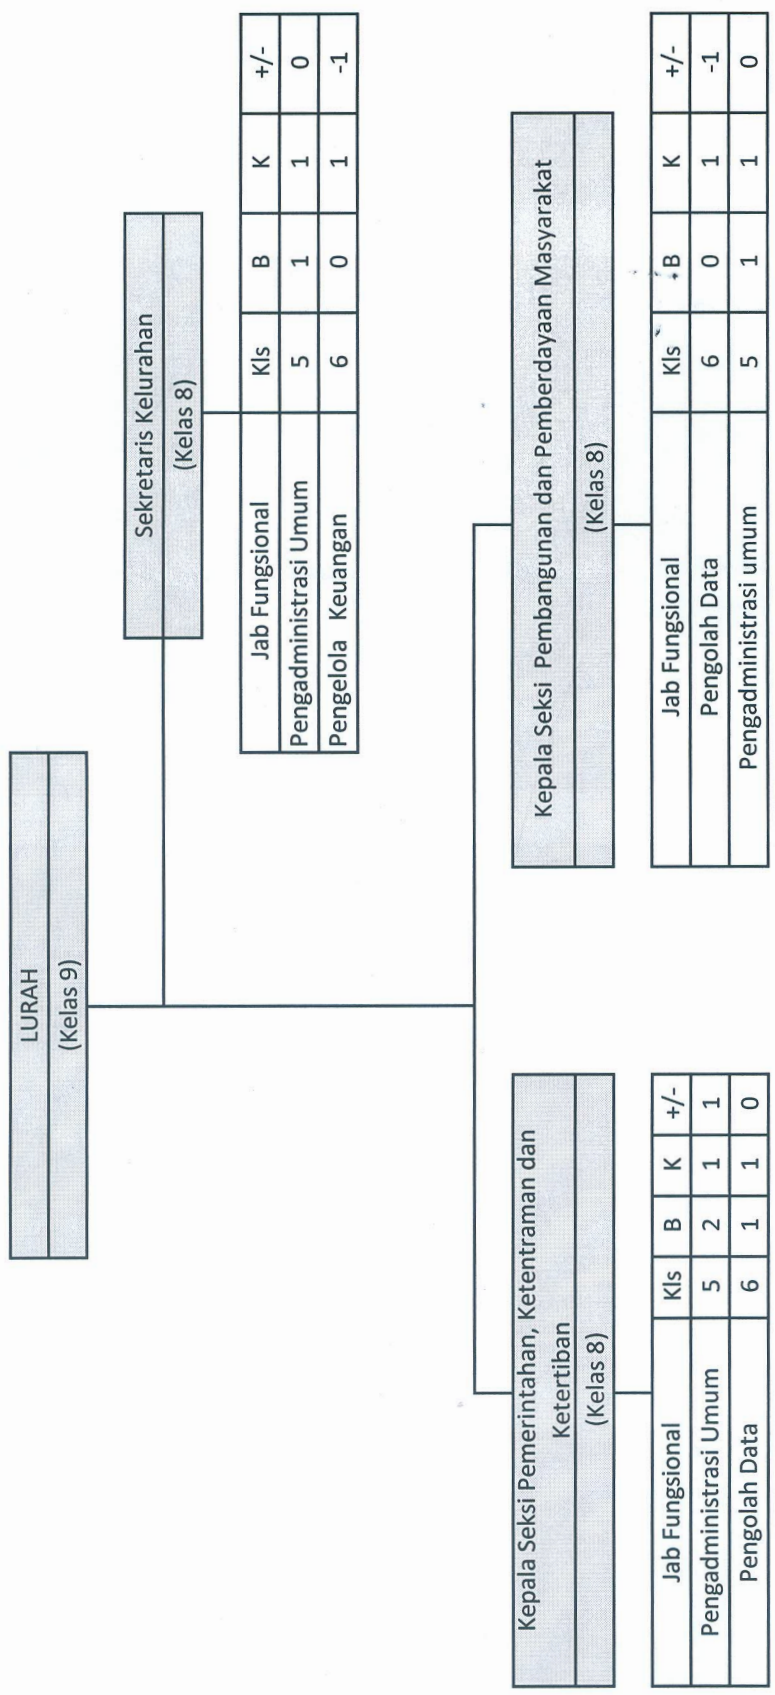 LURAH
(Kelas 9)
Sekretaris Kelurahan
(Kelas 8)
Jab Fungsional Kls B K +/-
Pengadministrasi Umum 5 1 1 0
Pengelola Keuangan 6 0 1 -1
Kepala Seksi Pemerintahan, Ketentraman dan
Ketertiban
(Kelas 8)
Jab Fungsional Kls B K +/-
Pengadministrasi Umum 5 2 1 1
Pengolah Data 6 1 1 0
Kepala Seksi Pembangunan dan Pemberdayaan Masyarakat
(Kelas 8)
Jab Fungsional Kls B K +/-
Pengolah Data 6 0 1 -1
Pengadministrasi umum 5 1 1 0